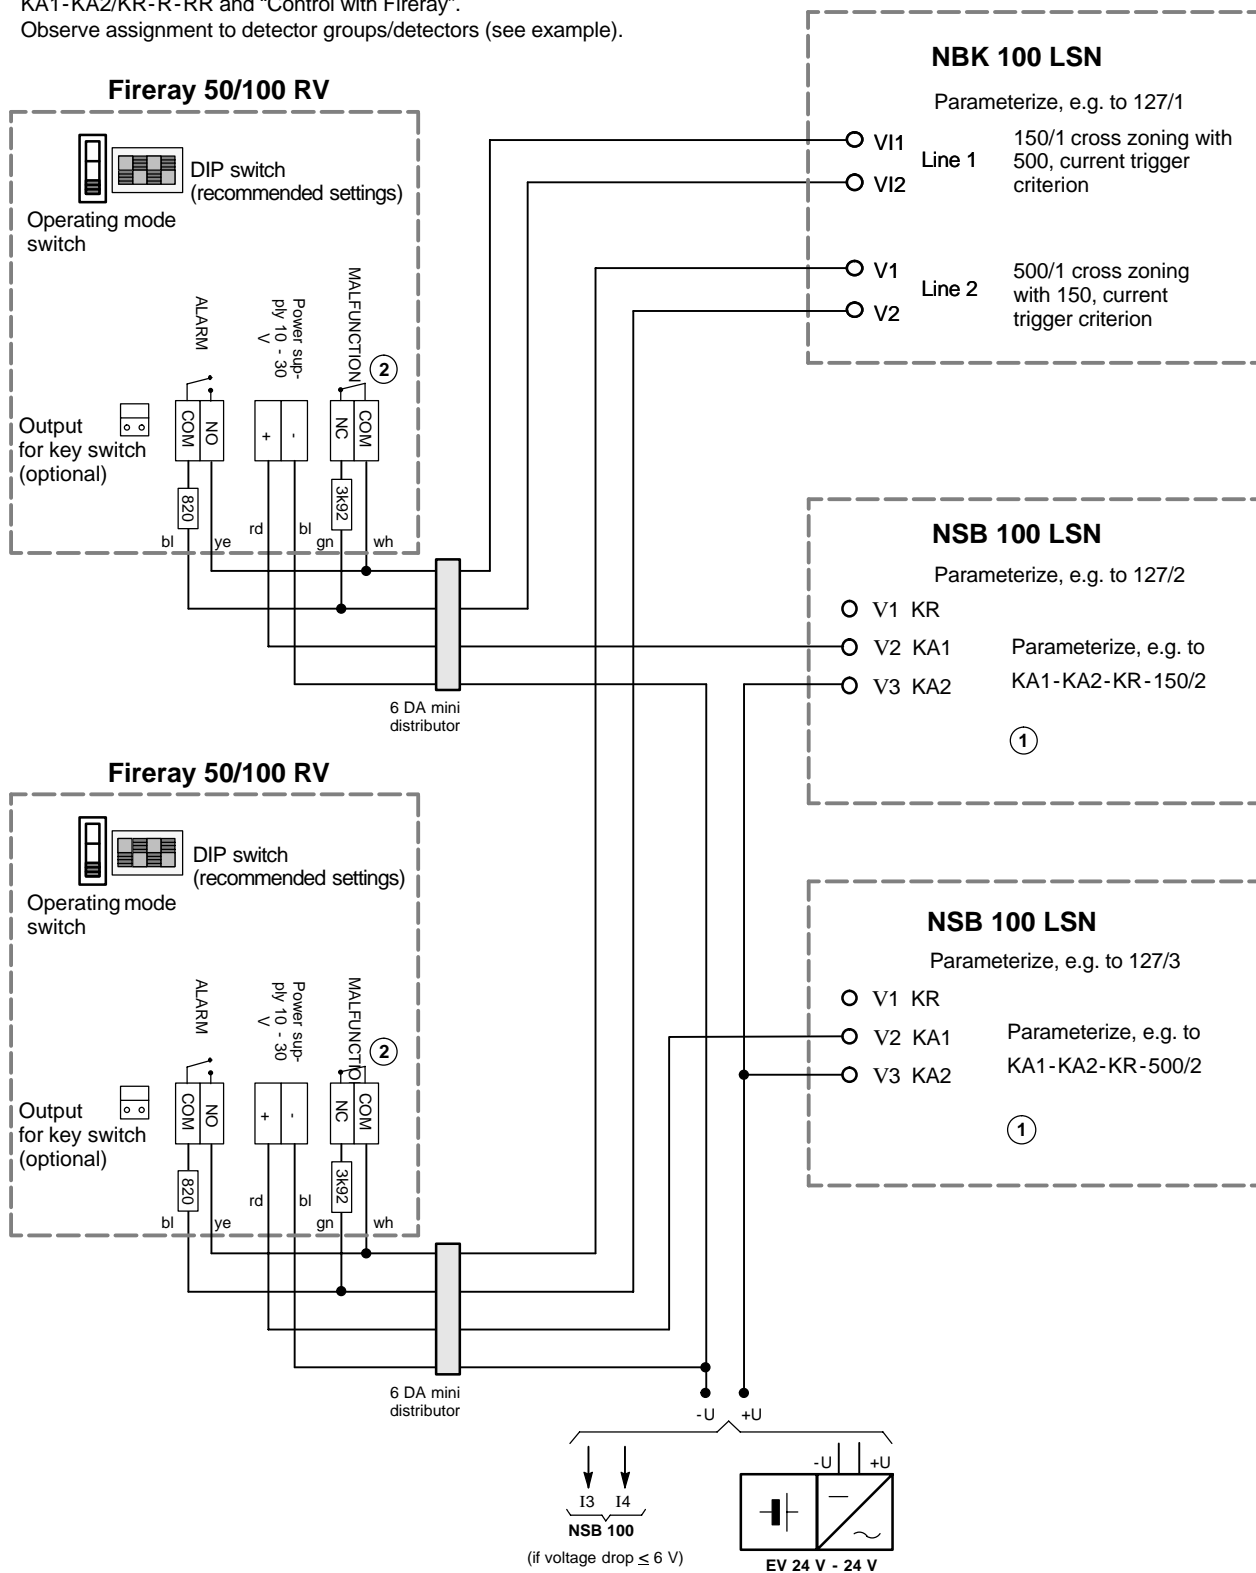 KA1-KA2/KR-R-RR and "Control with Fireray".
Observe assignment to detector groups/detectors (see example).
Fireray 50/100 RV
DIP switch
(recommended settings)
Operating mode
switch
ALARM
Power sup-
ply 10 - 30
V
MALFUNCTION
2
Output
for key switch
(optional)
COM
NO
+
-
NC
COM
820
3k92
bl
ye
rd
bl
gn
wh
6 DA mini
distributor
NBK 100 LSN
Parameterize, e.g. to 127/1
VI1
VI2
Line 1
150/1 cross zoning with
500, current trigger
criterion
V1
V2
Line 2
500/1 cross zoning
with 150, current
trigger criterion
NSB 100 LSN
Parameterize, e.g. to 127/2
V1 KR
V2 KA1
V3 KA2
Parameterize, e.g. to
KA1-KA2-KR-150/2
1
Fireray 50/100 RV
DIP switch
(recommended settings)
Operating mode
switch
ALARM
Power sup-
ply 10 - 30
V
MALFUNCTIO
2
Output
for key switch
(optional)
COM
NO
+
-
NC
COM
820
3k92
bl
ye
rd
bl
gn
wh
6 DA mini
distributor
NSB 100 LSN
Parameterize, e.g. to 127/3
V1 KR
V2 KA1
V3 KA2
Parameterize, e.g. to
KA1-KA2-KR-500/2
1
-U
+U
I3
I4
NSB 100
(if voltage drop ≤ 6 V)
-U
+U
EV 24 V - 24 V